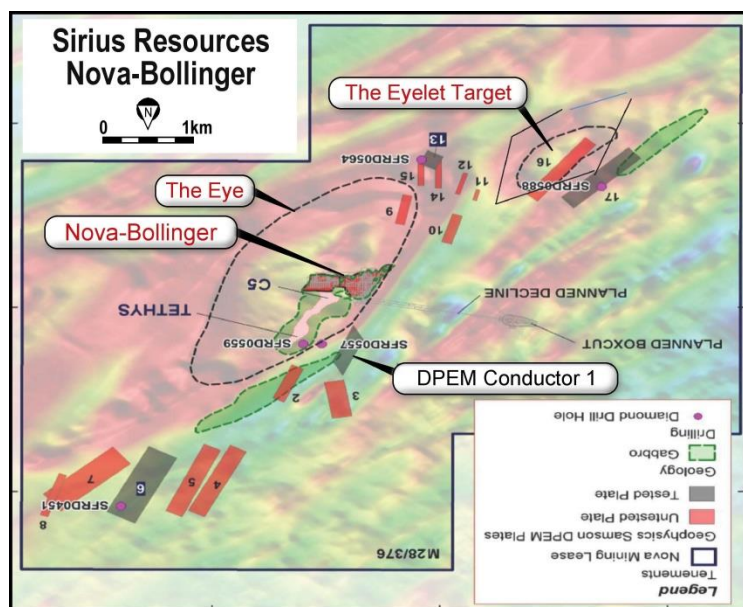 Sirius Resources
Nova-Bollinger
N
0 1km
The Eyelet Target
The Eye
Nova-Bollinger
DPEM Conductor 1
SFRD0564
13
15
14
12
11
10
9
16
SFRD0588
17
C5
TETHYS
PLANNED DECLINE
PLANNED BOXCUT
SFRD0559
SFRD0557
2
3
4
5
6
7
8
SFRD0451
M28/376
Legend
Tenements
Nova Mining Lease
Geophysics Samson DPEM Plates
Untested Plate
Tested Plate
Geology
Gabbro
Drilling
Diamond Drill Hole